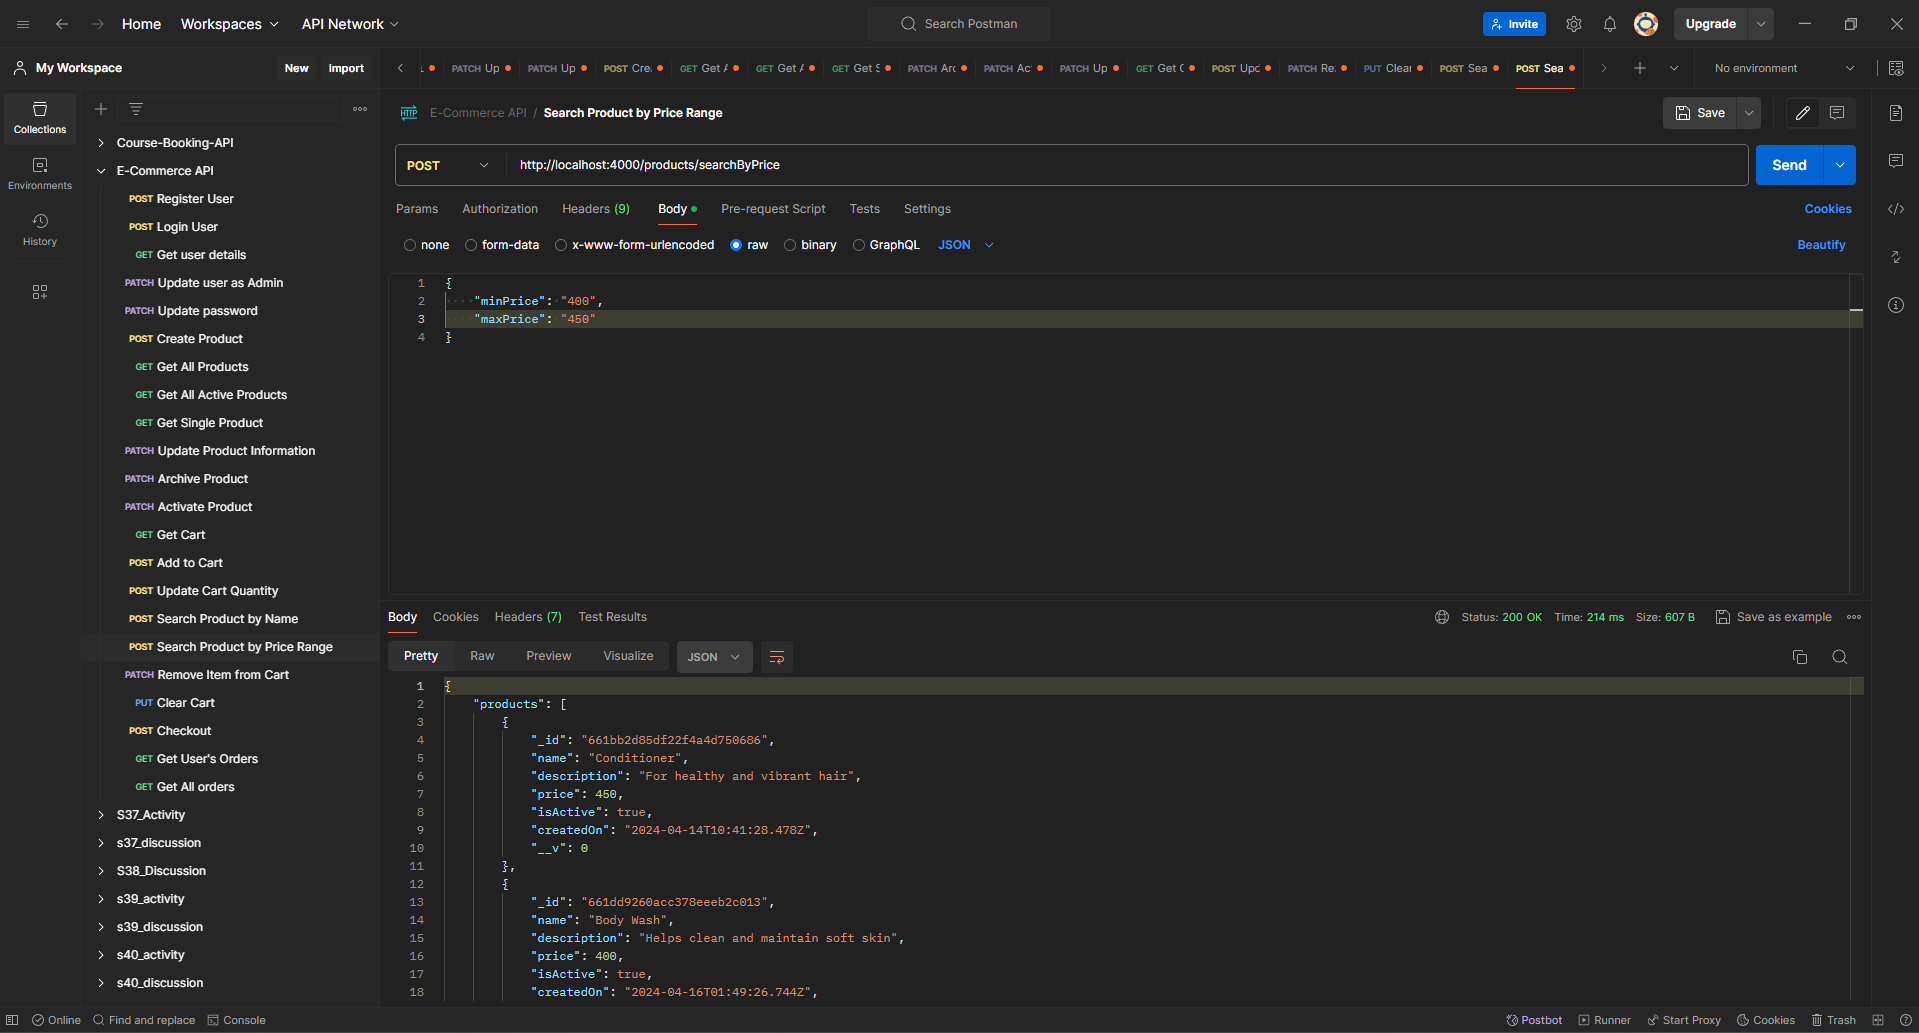 Home Workspaces API Network Search Postman Invite Upgrade
My Workspace New Import
PATCH Up PATCH Up POST Cre GET Get A GET Get A GET Get S PATCH Arc PATCH Ac PATCH Up GET Get C POST Upd PATCH Re PUT Clear POST Sea POST Sea No environment
Collections
Environments
History
Course-Booking-API
E-Commerce API
POST Register User
POST Login User
GET Get user details
PATCH Update user as Admin
PATCH Update password
POST Create Product
GET Get All Products
GET Get All Active Products
GET Get Single Product
PATCH Update Product Information
PATCH Archive Product
PATCH Activate Product
GET Get Cart
POST Add to Cart
POST Update Cart Quantity
POST Search Product by Name
POST Search Product by Price Range
PATCH Remove Item from Cart
PUT Clear Cart
POST Checkout
GET Get User's Orders
GET Get All orders
S37_Activity
s37_discussion
S38_Discussion
s39_activity
s39_discussion
s40_activity
s40_discussion
HTTP E-Commerce API / Search Product by Price Range Save
POST http://localhost:4000/products/searchByPrice Send
Params Authorization Headers (9) Body Pre-request Script Tests Settings Cookies
none form-data x-www-form-urlencoded raw binary GraphQL JSON Beautify
1 {
2 "minPrice": "400",
3 "maxPrice": "450"
4 }
Body Cookies Headers (7) Test Results Status: 200 OK Time: 214 ms Size: 607 B Save as example
Pretty Raw Preview Visualize JSON
1 {
2 "products": [
3 {
4 "_id": "661bb2d85df22f4a4d750686",
5 "name": "Conditioner",
6 "description": "For healthy and vibrant hair",
7 "price": 450,
8 "isActive": true,
9 "createdOn": "2024-04-14T10:41:28.478Z",
10 "__v": 0
11 },
12 {
13 "_id": "661dd9260acc378eeeb2c013",
14 "name": "Body Wash",
15 "description": "Helps clean and maintain soft skin",
16 "price": 400,
17 "isActive": true,
18 "createdOn": "2024-04-16T01:49:26.744Z",
Online Find and replace Console Postbot Runner Start Proxy Cookies Trash